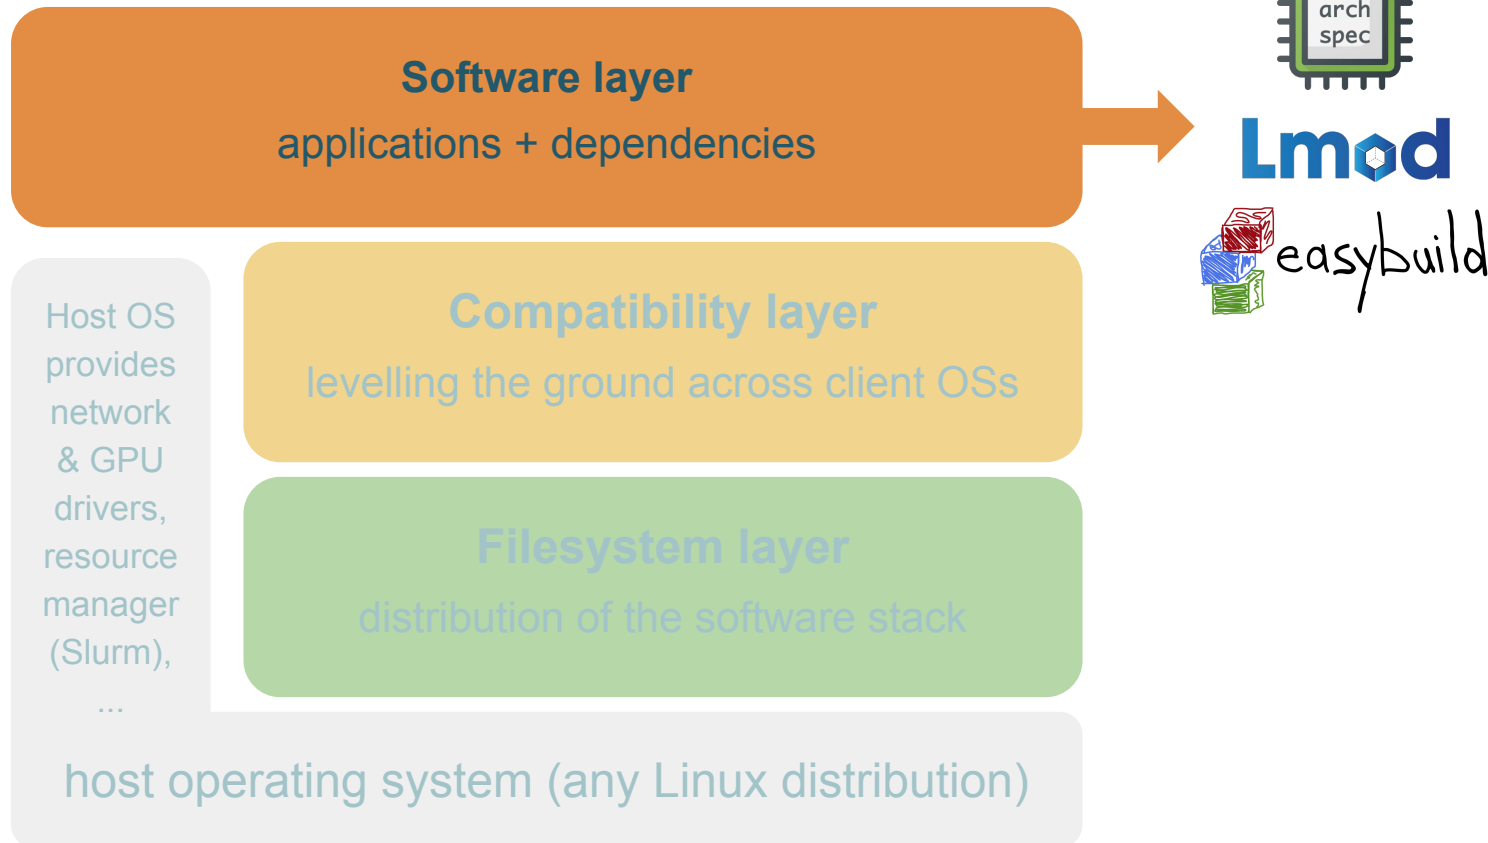 Software layer
applications + dependencies
arch
spec
Lmod
easybuild
Host OS
provides
network
& GPU
drivers,
resource
manager
(Slurm),
...
Compatibility layer
levelling the ground across client OSs
Filesystem layer
distribution of the software stack
host operating system (any Linux distribution)